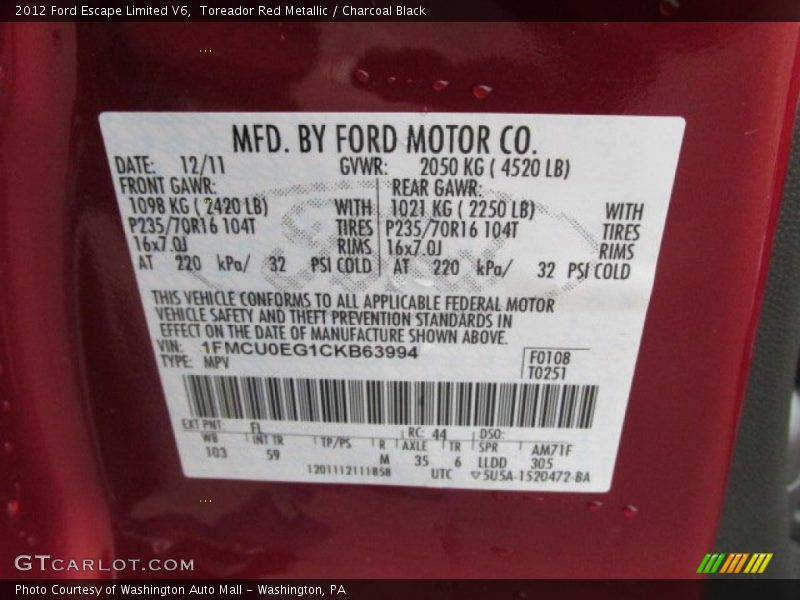 2012 Ford Escape Limited V6, Toreador Red Metallic / Charcoal Black
MFD. BY FORD MOTOR CO.
DATE: 12/11 GVWR: 2050 KG ( 4520 LB)
FRONT GAWR: REAR GAWR:
1098 KG ( 2420 LB) WITH 1021 KG ( 2250 LB) WITH
P235/70R16 104T TIRES P235/70R16 104T TIRES
16x7.0J RIMS 16x7.0J RIMS
AT 220 kPa/ 32 PSI COLD AT 220 kPa/ 32 PSI COLD
THIS VEHICLE CONFORMS TO ALL APPLICABLE FEDERAL MOTOR
VEHICLE SAFETY AND THEFT PREVENTION STANDARDS IN
EFFECT ON THE DATE OF MANUFACTURE SHOWN ABOVE.
VIN: 1FMCU0EG1CKB63994 F0108
TYPE: MPV T0251
EXT PNT: FL RC: 44 DSO:
WB INT TR TP/PS R AXLE TR SPR AM71F
103 59 M 35 6 LLDD 305
1201112111858 UTC 5U5A-1520472-BA
GTCARLOT.COM
Photo Courtesy of Washington Auto Mall - Washington, PA